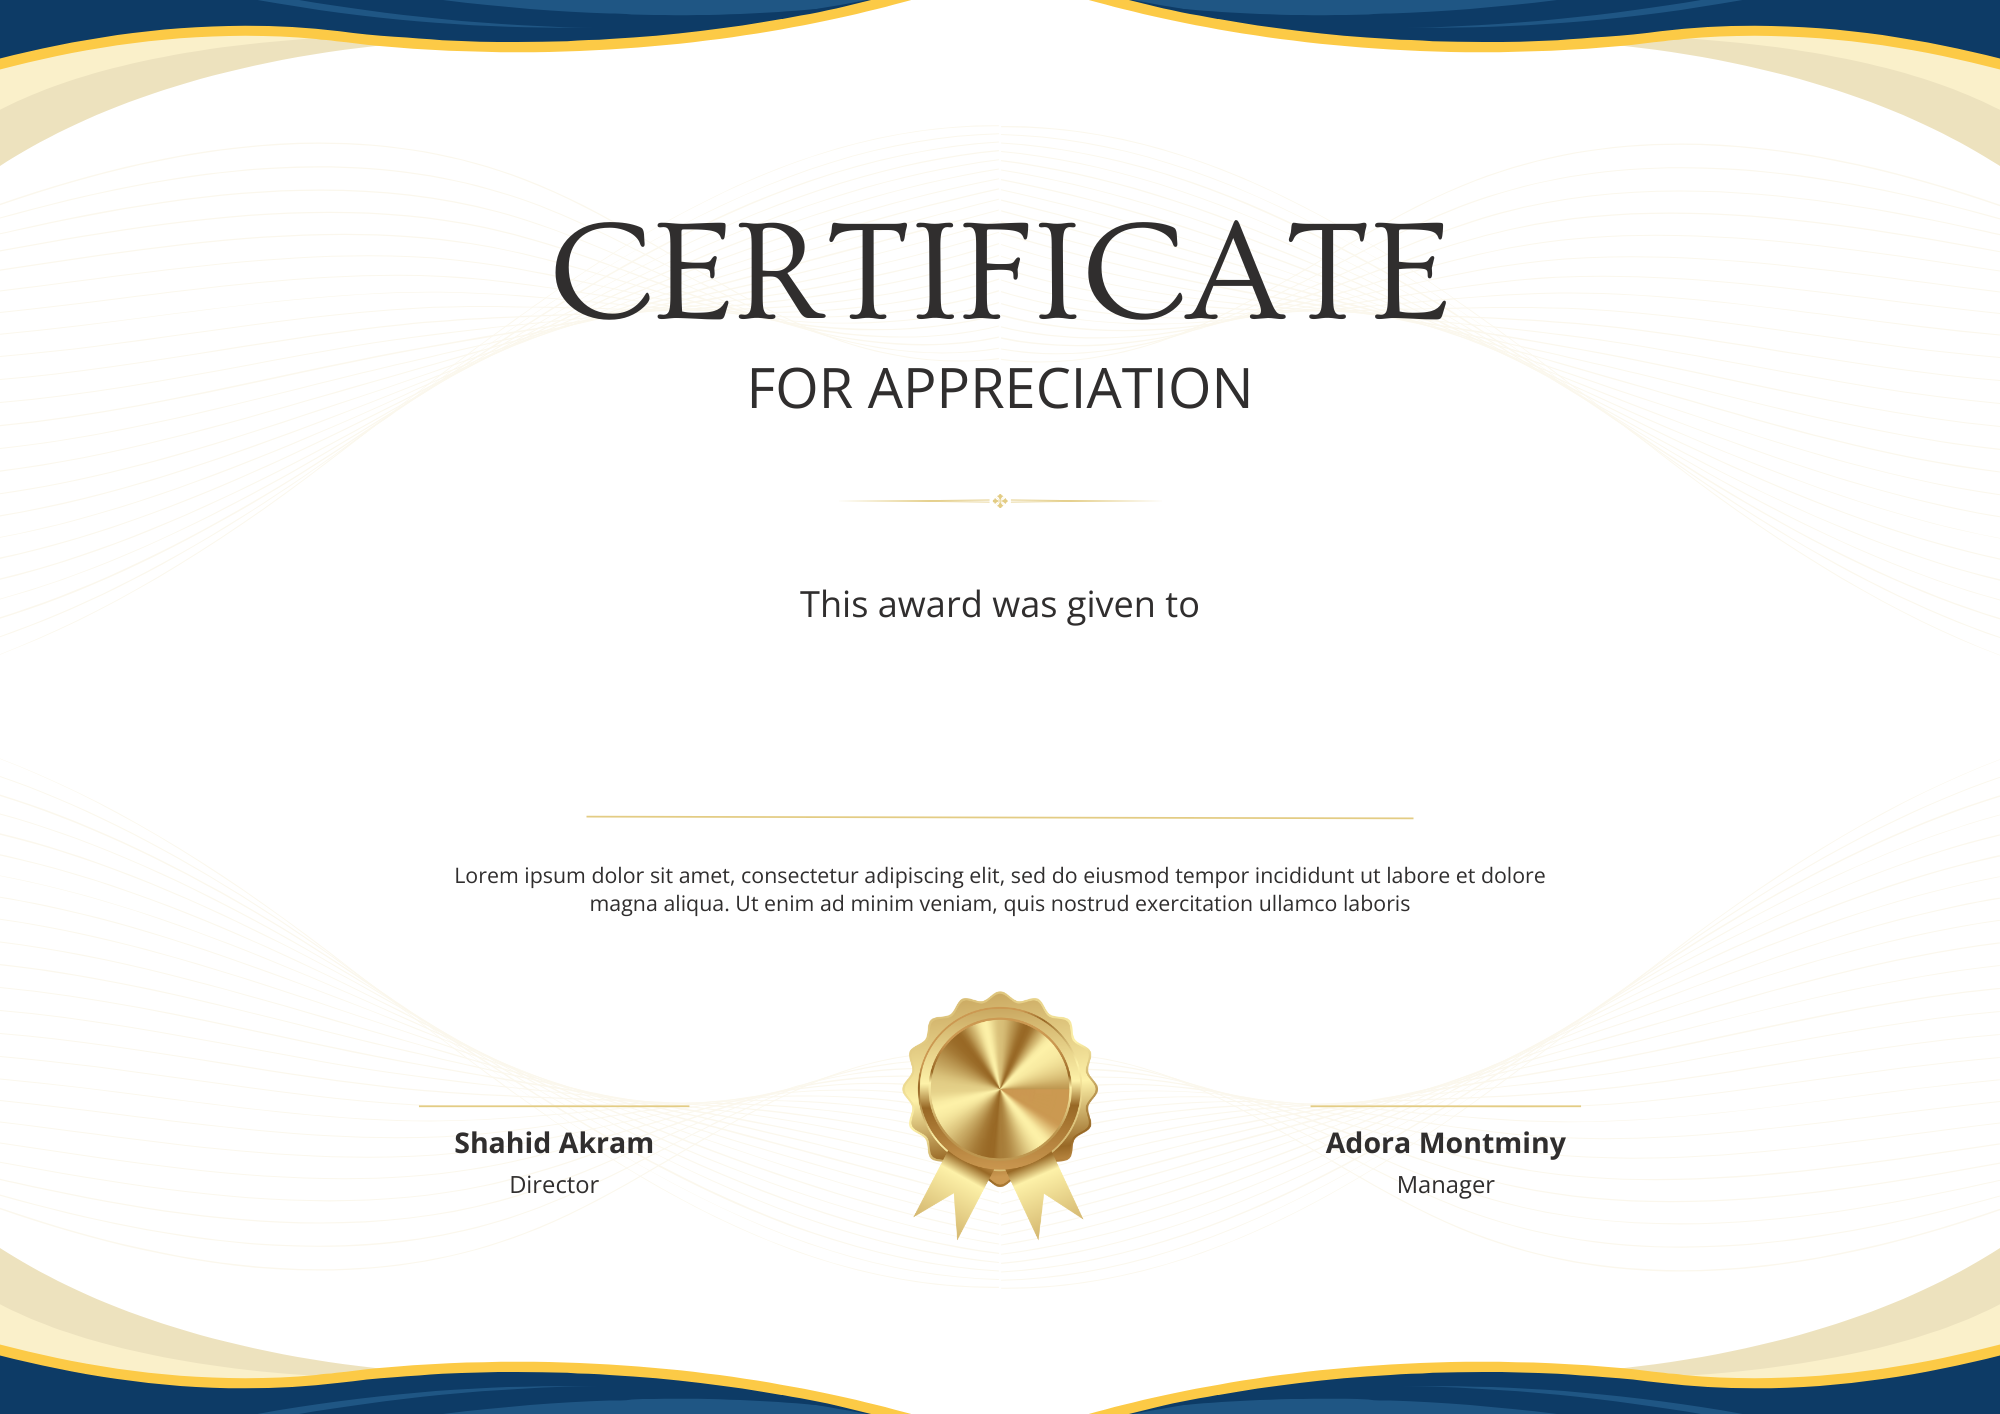 CERTIFICATE
FOR APPRECIATION
This award was given to
Lorem ipsum dolor sit amet, consectetur adipiscing elit, sed do eiusmod tempor incididunt ut labore et dolore
magna aliqua. Ut enim ad minim veniam, quis nostrud exercitation ullamco laboris
Shahid Akram
Director
Adora Montminy
Manager